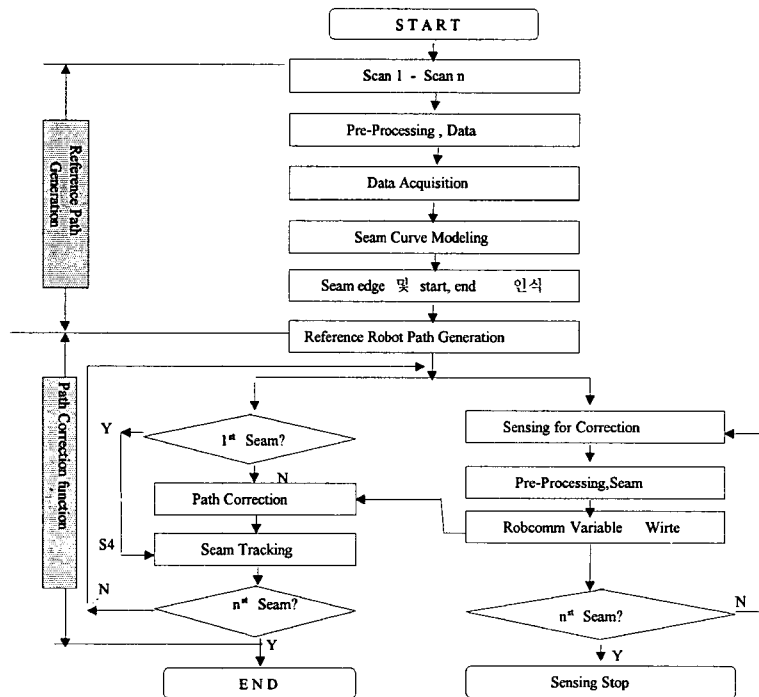 START
Scan 1 - Scan n
Pre-Processing , Data
Data Acquisition
Seam Curve Modeling
Seam edge 및 start, end 인식
Reference Robot Path Generation
Reference Path
Generation
Path Correction function
Y
1st Seam?
N
Path Correction
S4
Seam Tracking
N
nst Seam?
Y
END
Sensing for Correction
Pre-Processing,Seam
Robcomm Variable Wirte
nst Seam?
N
Y
Sensing Stop